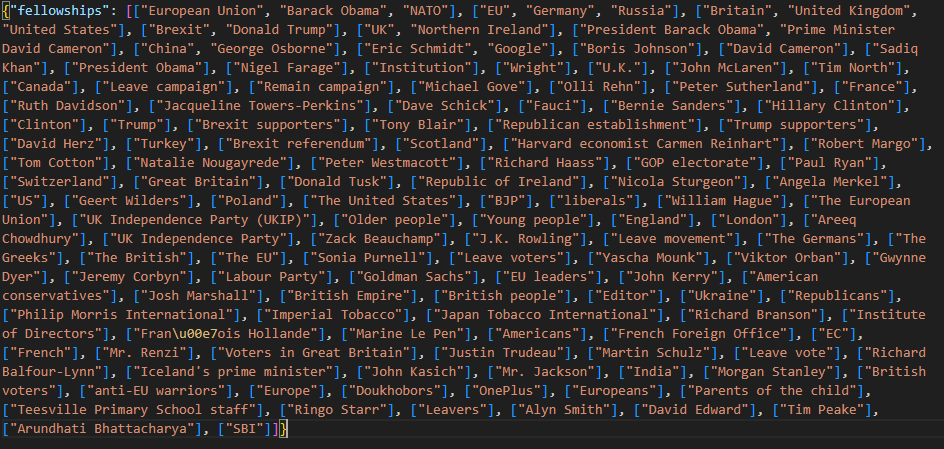 {"fellowships": [["European Union", "Barack Obama", "NATO"], ["EU", "Germany", "Russia"], ["Britain", "United Kingdom",
"United States"], ["Brexit", "Donald Trump"], ["UK", "Northern Ireland"], ["President Barack Obama", "Prime Minister
David Cameron"], ["China", "George Osborne"], ["Eric Schmidt", "Google"], ["Boris Johnson"], ["David Cameron"], ["Sadiq
Khan"], ["President Obama"], ["Nigel Farage"], ["Institution"], ["Wright"], ["U.K."], ["John McLaren"], ["Tim North"],
["Canada"], ["Leave campaign"], ["Remain campaign"], ["Michael Gove"], ["Olli Rehn"], ["Peter Sutherland"], ["France"],
["Ruth Davidson"], ["Jacqueline Towers-Perkins"], ["Dave Schick"], ["Fauci"], ["Bernie Sanders"], ["Hillary Clinton"],
["Clinton"], ["Trump"], ["Brexit supporters"], ["Tony Blair"], ["Republican establishment"], ["Trump supporters"],
["David Herz"], ["Turkey"], ["Brexit referendum"], ["Scotland"], ["Harvard economist Carmen Reinhart"], ["Robert Margo"],
["Tom Cotton"], ["Natalie Nougayrede"], ["Peter Westmacott"], ["Richard Haass"], ["GOP electorate"], ["Paul Ryan"],
["Switzerland"], ["Great Britain"], ["Donald Tusk"], ["Republic of Ireland"], ["Nicola Sturgeon"], ["Angela Merkel"],
["US"], ["Geert Wilders"], ["Poland"], ["The United States"], ["BJP"], ["liberals"], ["William Hague"], ["The European
Union"], ["UK Independence Party (UKIP)"], ["Older people"], ["Young people"], ["England"], ["London"], ["Areeq
Chowdhury"], ["UK Independence Party"], ["Zack Beauchamp"], ["J.K. Rowling"], ["Leave movement"], ["The Germans"], ["The
Greeks"], ["The British"], ["The EU"], ["Sonia Purnell"], ["Leave voters"], ["Yascha Mounk"], ["Viktor Orban"], ["Gwynne
Dyer"], ["Jeremy Corbyn"], ["Labour Party"], ["Goldman Sachs"], ["EU leaders"], ["John Kerry"], ["American
conservatives"], ["Josh Marshall"], ["British Empire"], ["British people"], ["Editor"], ["Ukraine"], ["Republicans"],
["Philip Morris International"], ["Imperial Tobacco"], ["Japan Tobacco International"], ["Richard Branson"], ["Institute
of Directors"], ["Fran\u00e7ois Hollande"], ["Marine Le Pen"], ["Americans"], ["French Foreign Office"], ["EC"],
["French"], ["Mr. Renzi"], ["Voters in Great Britain"], ["Justin Trudeau"], ["Martin Schulz"], ["Leave vote"], ["Richard
Balfour-Lynn"], ["Iceland's prime minister"], ["John Kasich"], ["Mr. Jackson"], ["India"], ["Morgan Stanley"], ["British
voters"], ["anti-EU warriors"], ["Europe"], ["Doukhobors"], ["OnePlus"], ["Europeans"], ["Parents of the child"],
["Teesville Primary School staff"], ["Ringo Starr"], ["Leavers"], ["Alyn Smith"], ["David Edward"], ["Tim Peake"],
["Arundhati Bhattacharya"], ["SBI"]]}